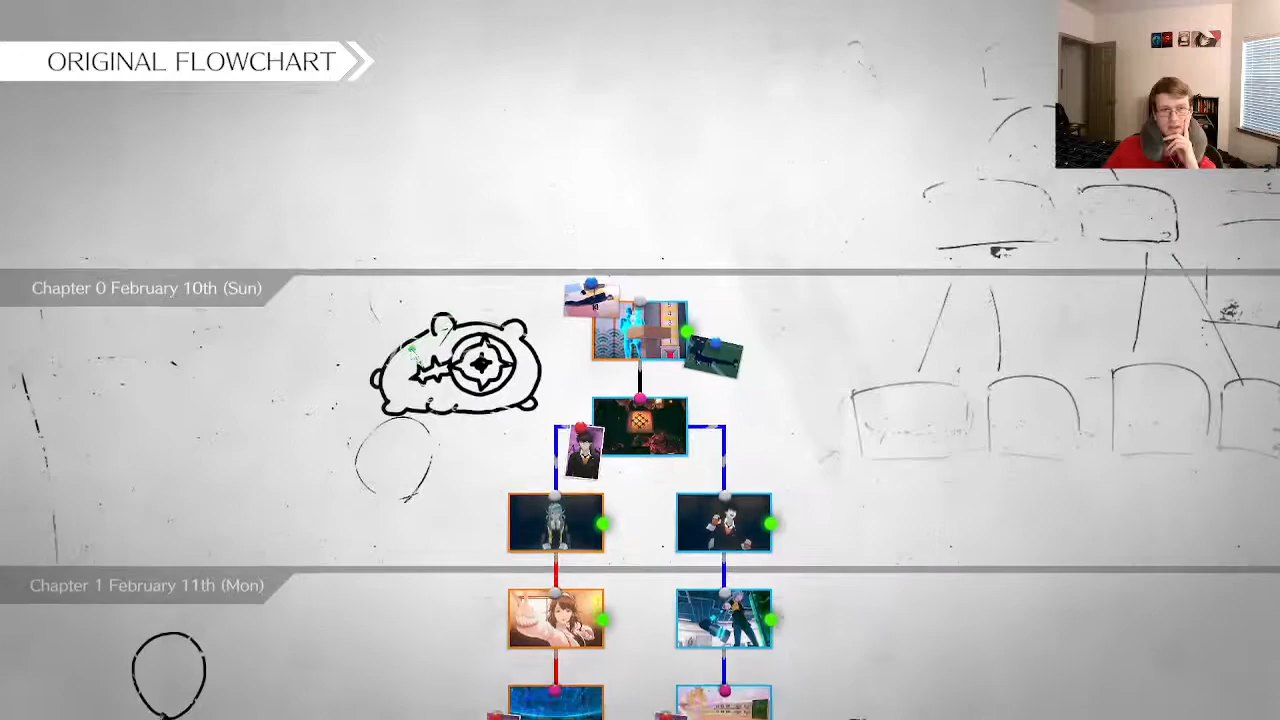 ORIGINAL FLOWCHART
Chapter 0 February 10th (Sun)
Chapter 1 February 11th (Mon)